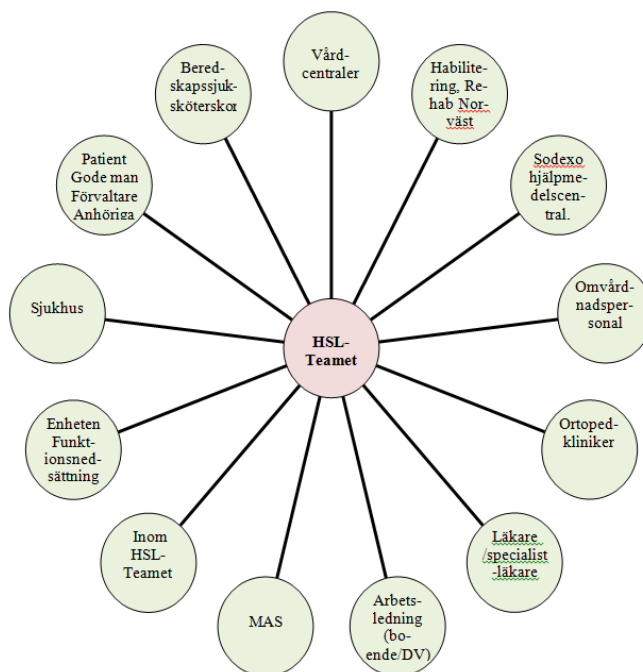 Vård-
centraler
Habilite-
ring, Re-
hab Nor-
väst
Sodexo
hjälpme-
delscent-
ral.
Omvård-
nadsper-
sonal
Ortoped-
kliniker
Läkare
/specialist
-läkare
Arbets-
ledning
(bo-
ende/DV)
MAS
Inom
HSL-
Teamet
Enheten
Funkt-
ionsned-
sättning
Sjukhus
Patient
Gode man
Förvaltare
Anhöriga
Bered-
skapssjuk-
sköterskor
HSL-
Teamet